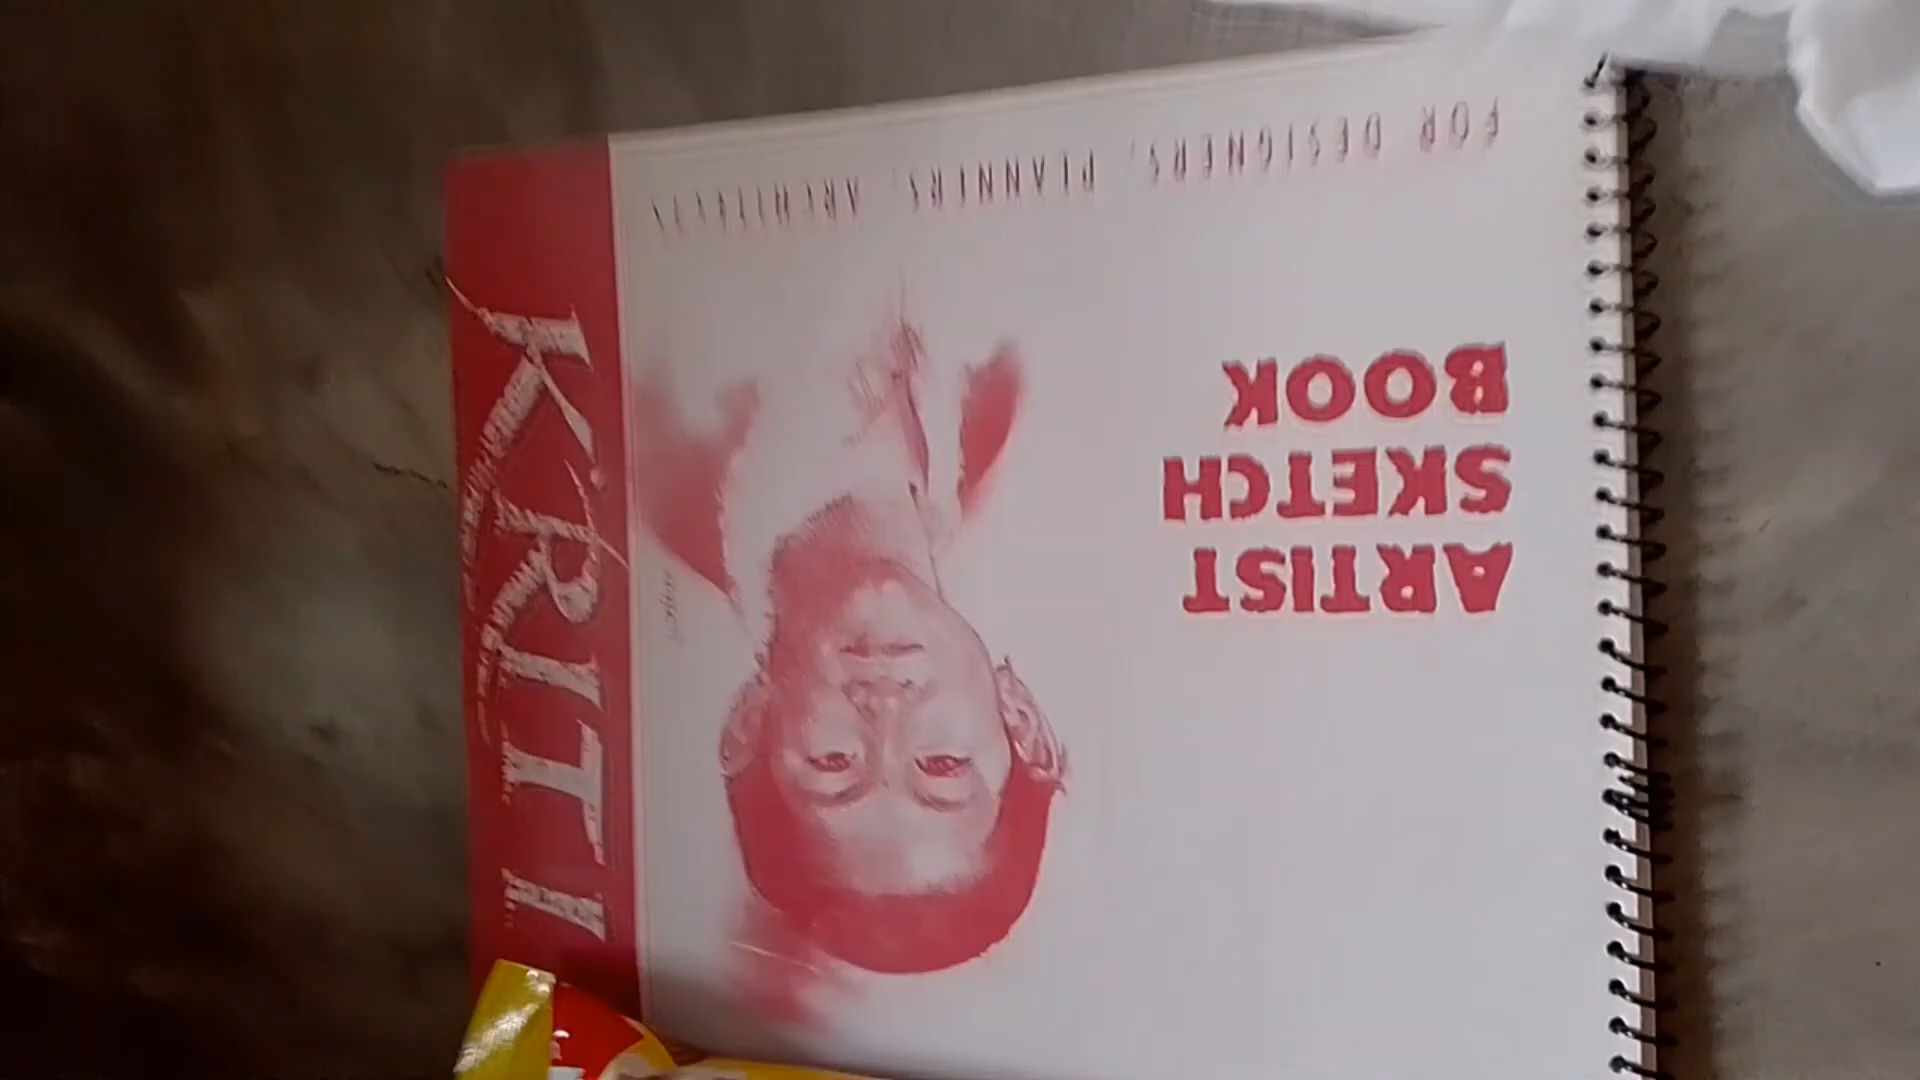 ARTIST
SKETCH
BOOK
FOR DESIGNERS, PLANNERS, ARCHITECTS
KRITI